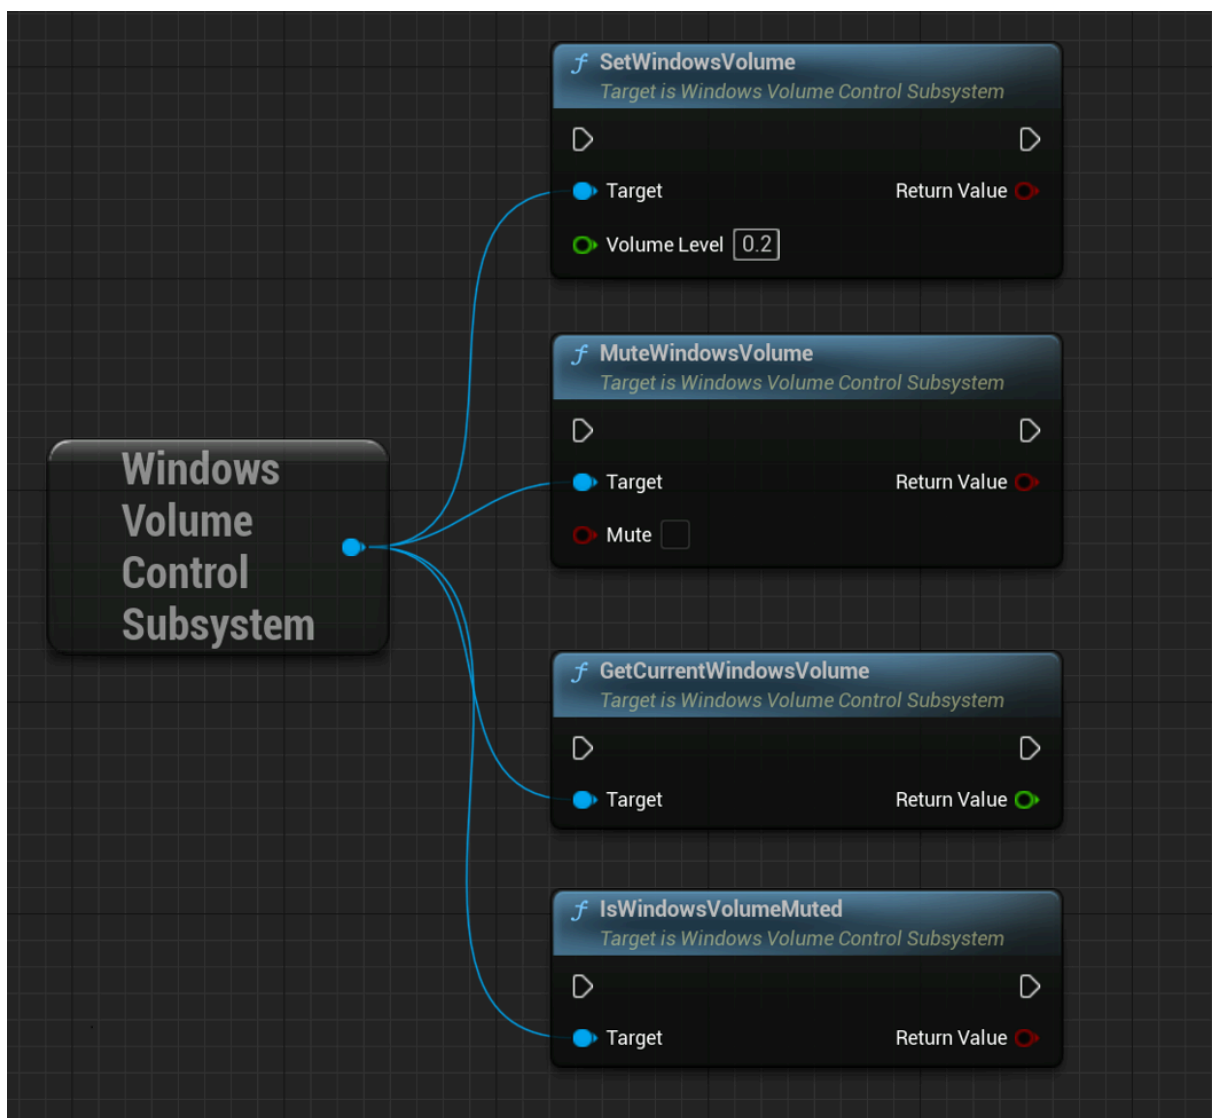 SetWindowsVolume
Target is Windows Volume Control Subsystem
Target Return Value
Volume Level 0.2
MuteWindowsVolume
Target is Windows Volume Control Subsystem
Target Return Value
Mute
Windows
Volume
Control
Subsystem
GetCurrentWindowsVolume
Target is Windows Volume Control Subsystem
Target Return Value
IsWindowsVolumeMuted
Target is Windows Volume Control Subsystem
Target Return Value